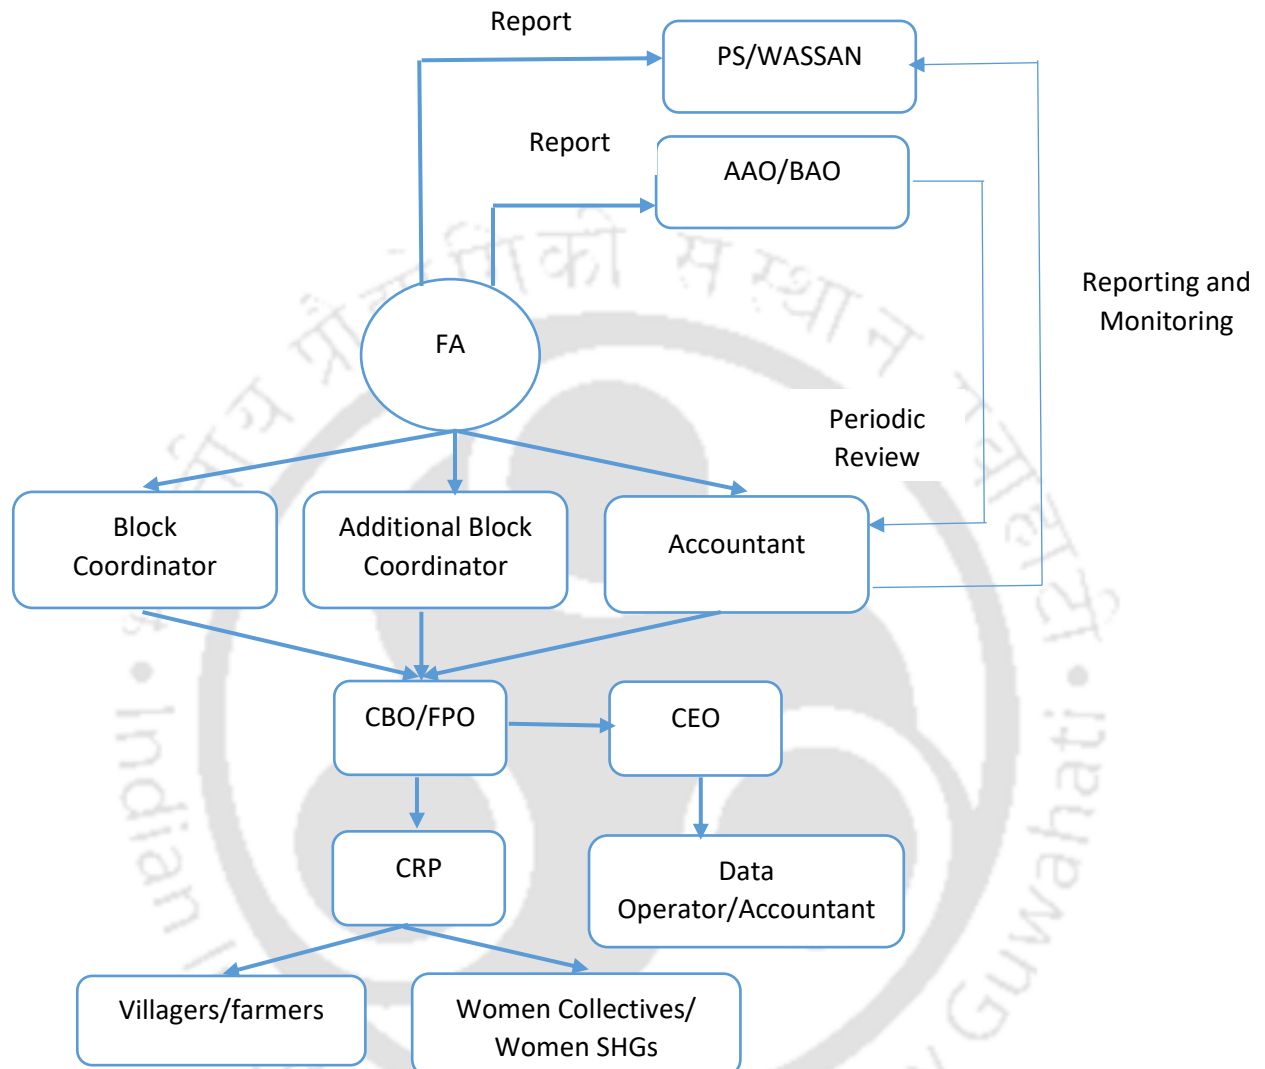 Report
PS/WASSAN
Report
AAO/BAO
Reporting and
Monitoring
FA
Periodic
Review
Block
Coordinator
Additional Block
Coordinator
Accountant
CBO/FPO
CEO
CRP
Data
Operator/Accountant
Villagers/farmers
Women Collectives/
Women SHGs
Indian I
Guwahati